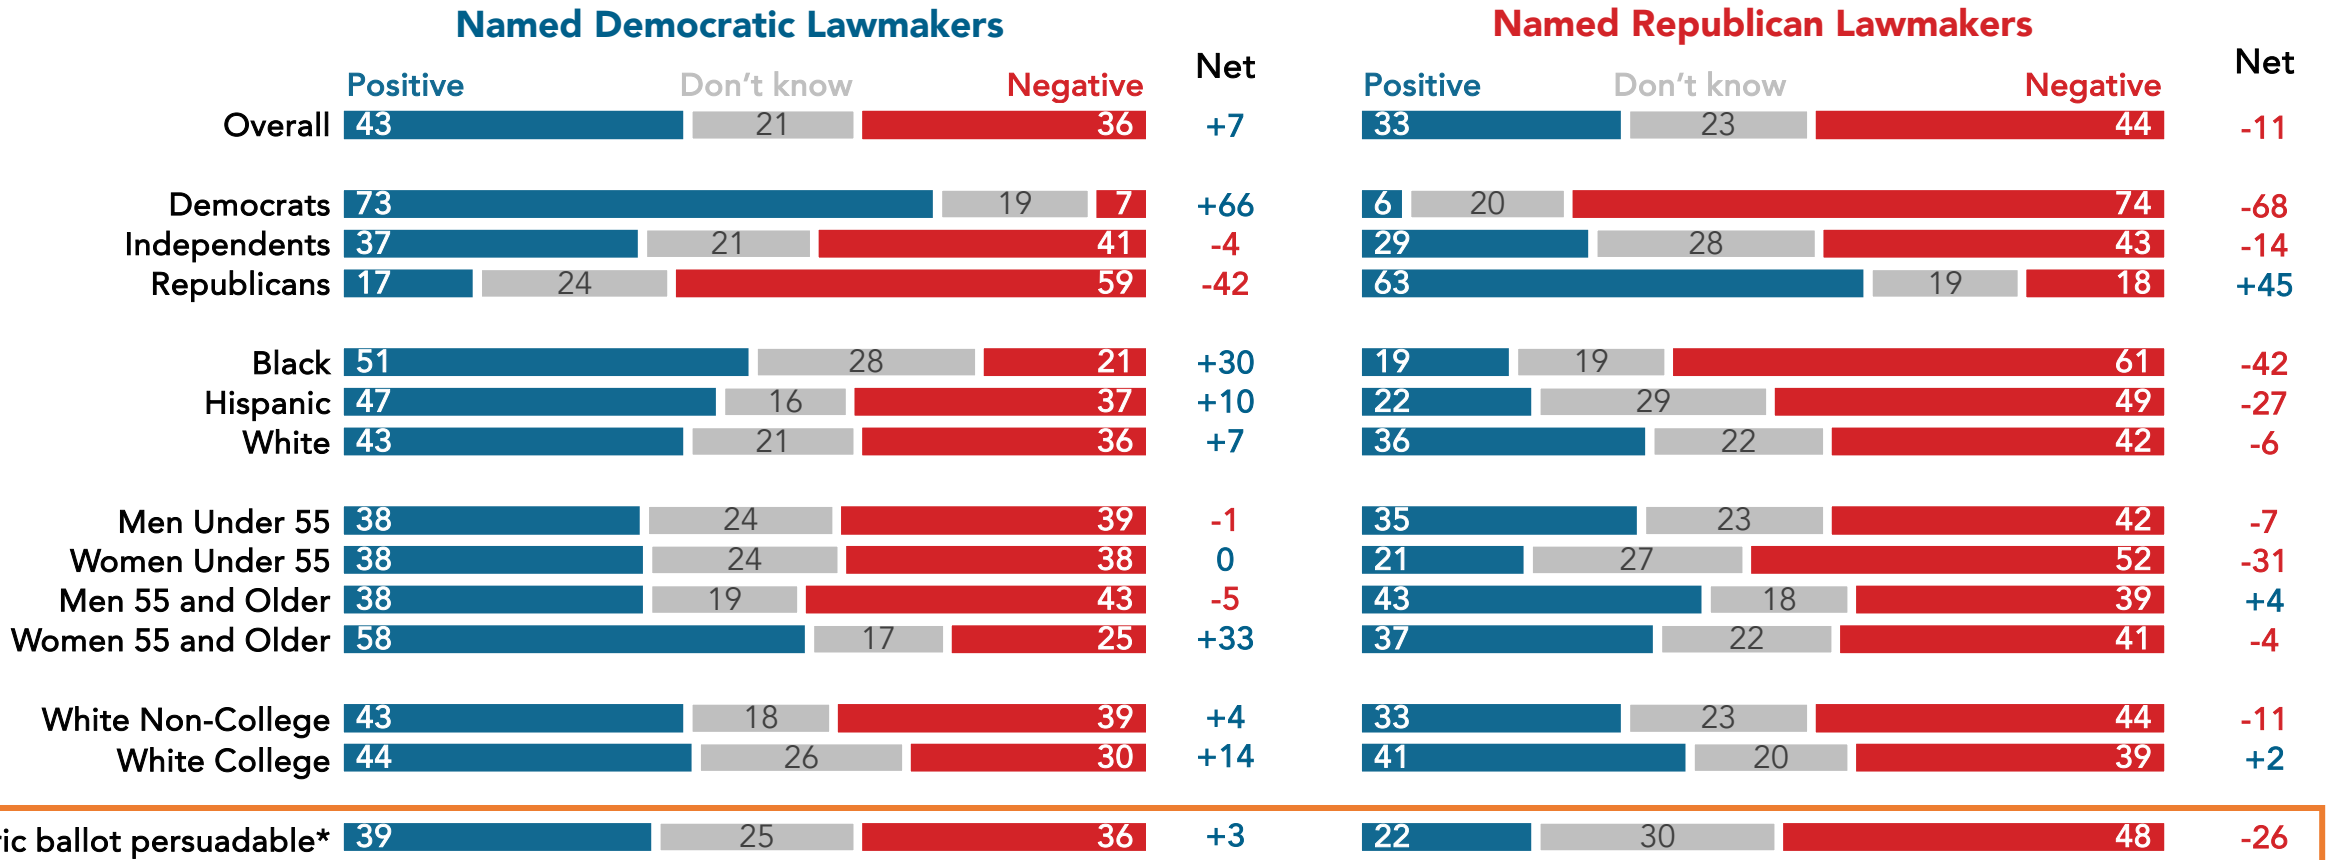 Named Democratic Lawmakers Named Republican Lawmakers
Positive Don't know Negative Net Positive Don't know Negative Net
Overall 43 21 36 +7 33 23 44 -11
Democrats 73 19 7 +66 6 20 74 -68
Independents 37 21 41 -4 29 28 43 -14
Republicans 17 24 59 -42 63 19 18 +45
Black 51 28 21 +30 19 19 61 -42
Hispanic 47 16 37 +10 22 29 49 -27
White 43 21 36 +7 36 22 42 -6
Men Under 55 38 24 39 -1 35 23 42 -7
Women Under 55 38 24 38 0 21 27 52 -31
Men 55 and Older 38 19 43 -5 43 18 39 +4
Women 55 and Older 58 17 25 +33 37 22 41 -4
White Non-College 43 18 39 +4 33 23 44 -11
White College 44 26 30 +14 41 20 39 +2
ic ballot persuadable* 39 25 36 +3 22 30 48 -26